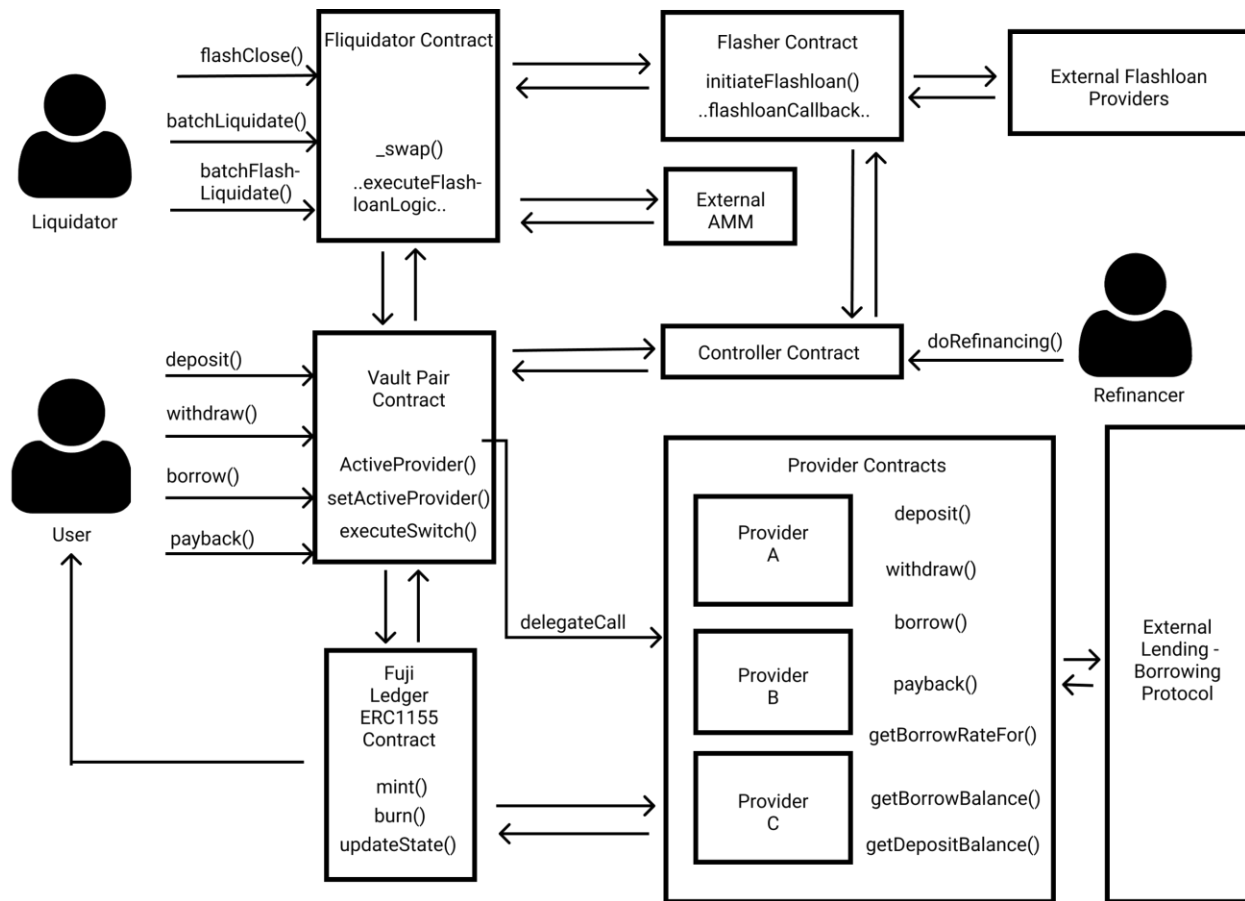 Fliquidator Contract
flashClose()
batchLiquidate()
batchFlash-
Liquidate()
_swap()
..executeFlash-
loanLogic..
Liquidator
Flasher Contract
initiateFlashloan()
..flashloanCallback..
External Flashloan
Providers
External
AMM
Controller Contract
doRefinancing()
Refinancer
deposit()
withdraw()
borrow()
payback()
User
Vault Pair
Contract
ActiveProvider()
setActiveProvider()
executeSwitch()
delegateCall
Fuji
Ledger
ERC1155
Contract
mint()
burn()
updateState()
Provider Contracts
Provider
A
Provider
B
Provider
C
deposit()
withdraw()
borrow()
payback()
getBorrowRateFor()
getBorrowBalance()
getDepositBalance()
External
Lending -
Borrowing
Protocol